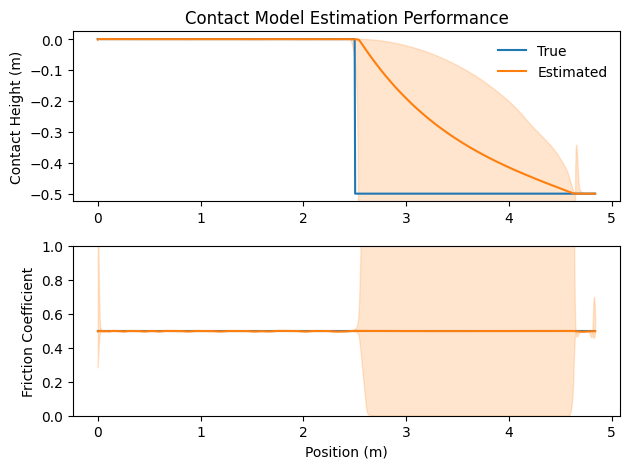 Contact Model Estimation Performance
Contact Height (m)
0.0
−0.1
−0.2
−0.3
−0.4
−0.5
True
Estimated
0 1 2 3 4 5
Friction Coefficient
1.0
0.8
0.6
0.4
0.2
0.0
0 1 2 3 4 5
Position (m)